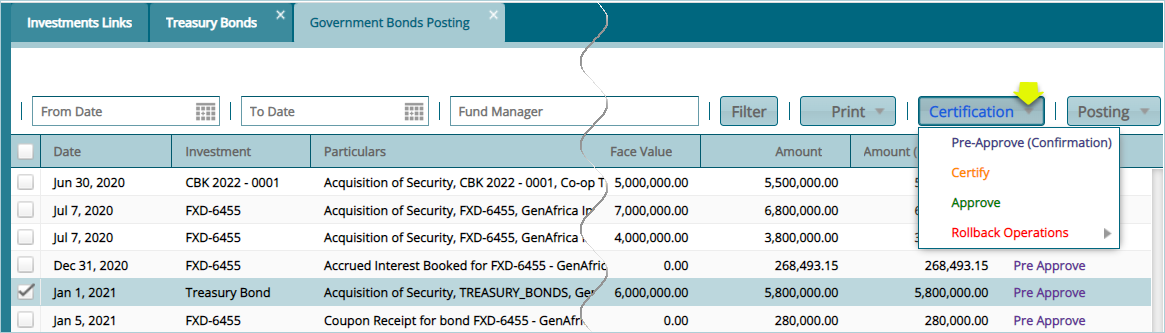 Investments Links Treasury Bonds Government Bonds Posting
From Date To Date Fund Manager Filter Print Certification Posting
Pre-Approve (Confirmation)
Certify
Approve
Rollback Operations
Date Investment Particulars Face Value Amount Amount (
Jun 30, 2020 CBK 2022 - 0001 Acquisition of Security, CBK 2022 - 0001, Co-op T 5,000,000.00 5,500,000.00
Jul 7, 2020 FXD-6455 Acquisition of Security, FXD-6455, GenAfrica In 7,000,000.00 6,800,000.00
Jul 7, 2020 FXD-6455 Acquisition of Security, FXD-6455, GenAfrica 4,000,000.00 3,800,000.00
Dec 31, 2020 FXD-6455 Accrued Interest Booked for FXD-6455 - GenAfric 0.00 268,493.15 268,493.15 Pre Approve
Jan 1, 2021 Treasury Bond Acquisition of Security, TREASURY_BONDS, Ge 6,000,000.00 5,800,000.00 5,800,000.00 Pre Approve
Jan 5, 2021 FXD-6455 Coupon Receipt for bond FXD-6455 - GenAfri 0.00 280,000.00 280,000.00 Pre Approve